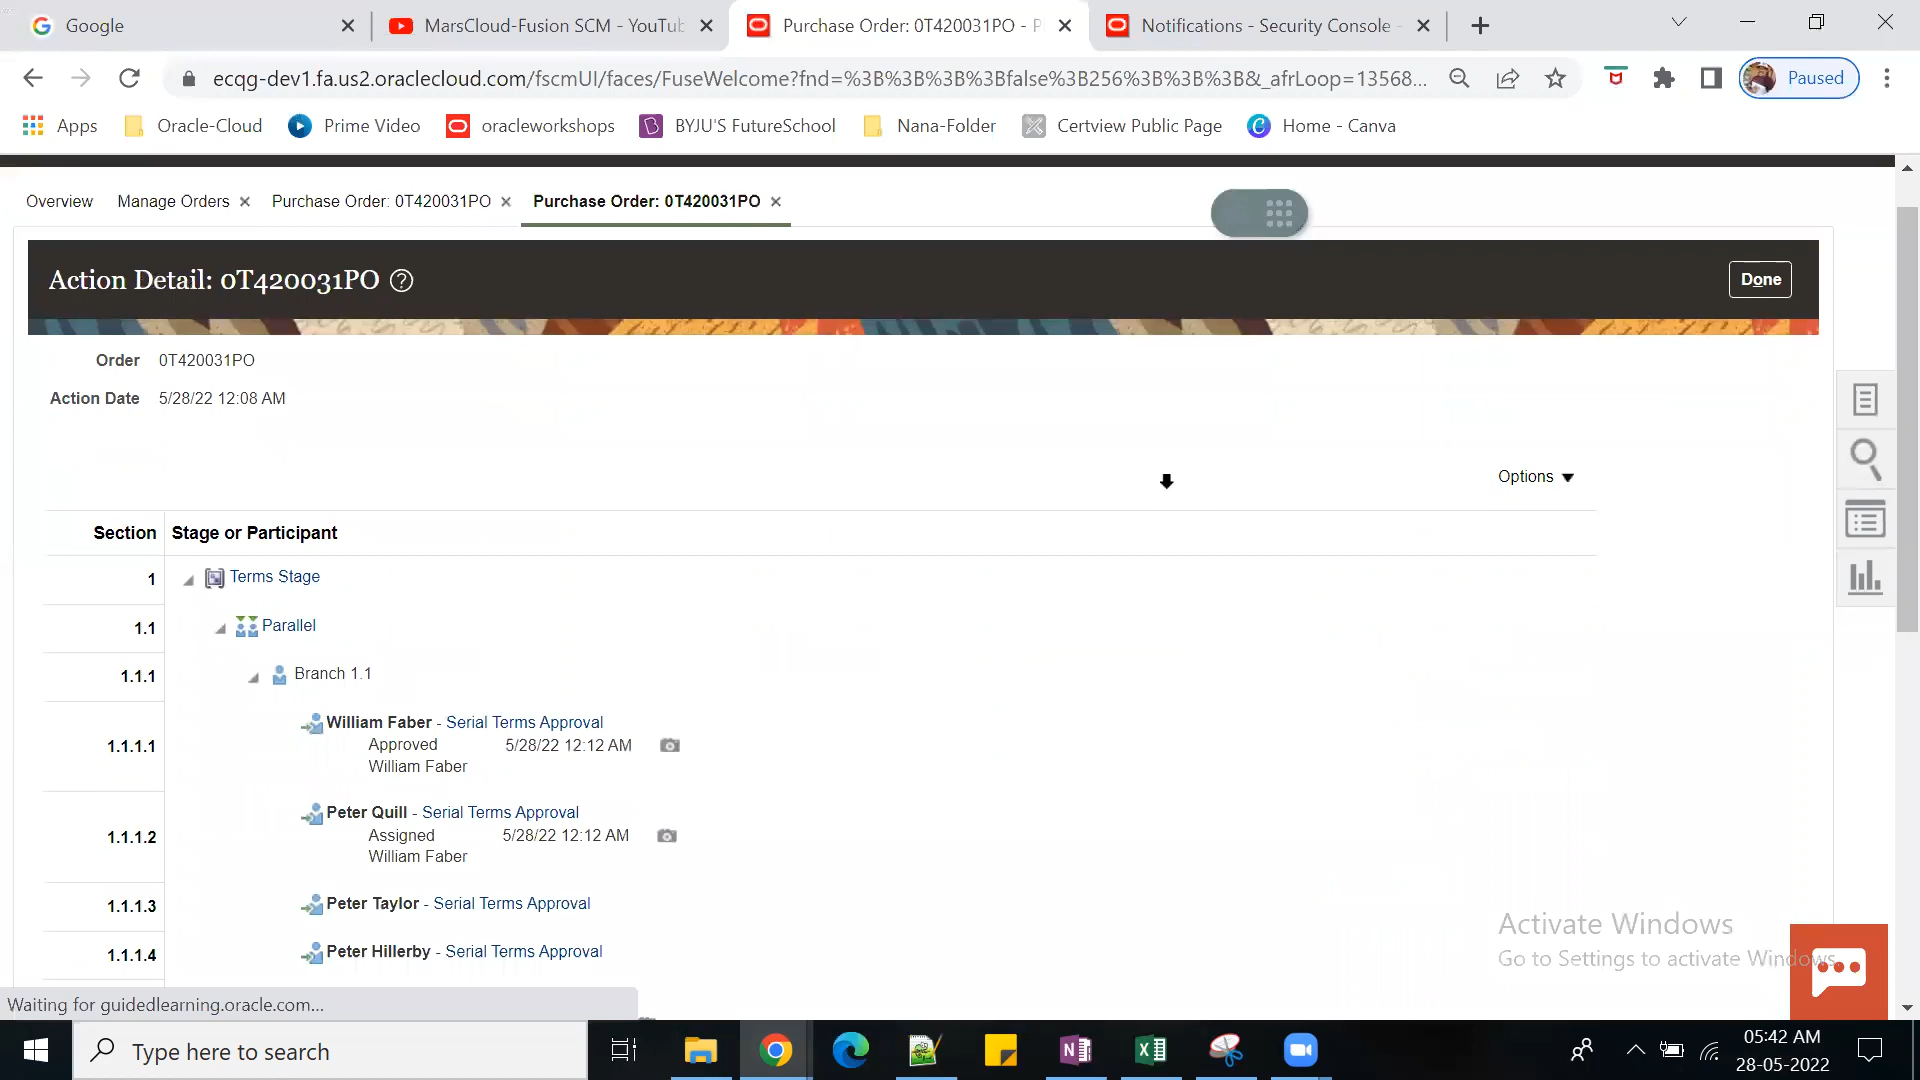 Google
MarsCloud-Fusion SCM - YouTub
Purchase Order: 0T420031PO - P
Notifications - Security Console -
ecqg-dev1.fa.us2.oraclecloud.com/fscmUI/faces/FuseWelcome?fnd=%3B%3B%3B%3Bfalse%3B256%3B%3B%3B&_afrLoop=13568...
Paused
Apps
Oracle-Cloud
Prime Video
oracleworkshops
BYJU'S FutureSchool
Nana-Folder
Certview Public Page
Home - Canva
Overview
Manage Orders
Purchase Order: 0T420031PO
Purchase Order: 0T420031PO
Action Detail: 0T420031PO
Done
Order 0T420031PO
Action Date 5/28/22 12:08 AM
Options
Section Stage or Participant
1 Terms Stage
1.1 Parallel
1.1.1 Branch 1.1
1.1.1.1 William Faber - Serial Terms Approval
Approved 5/28/22 12:12 AM
William Faber
1.1.1.2 Peter Quill - Serial Terms Approval
Assigned 5/28/22 12:12 AM
William Faber
1.1.1.3 Peter Taylor - Serial Terms Approval
1.1.1.4 Peter Hillerby - Serial Terms Approval
Activate Windows
Go to Settings to activate Windows.
Waiting for guidedlearning.oracle.com...
Type here to search
05:42 AM
28-05-2022